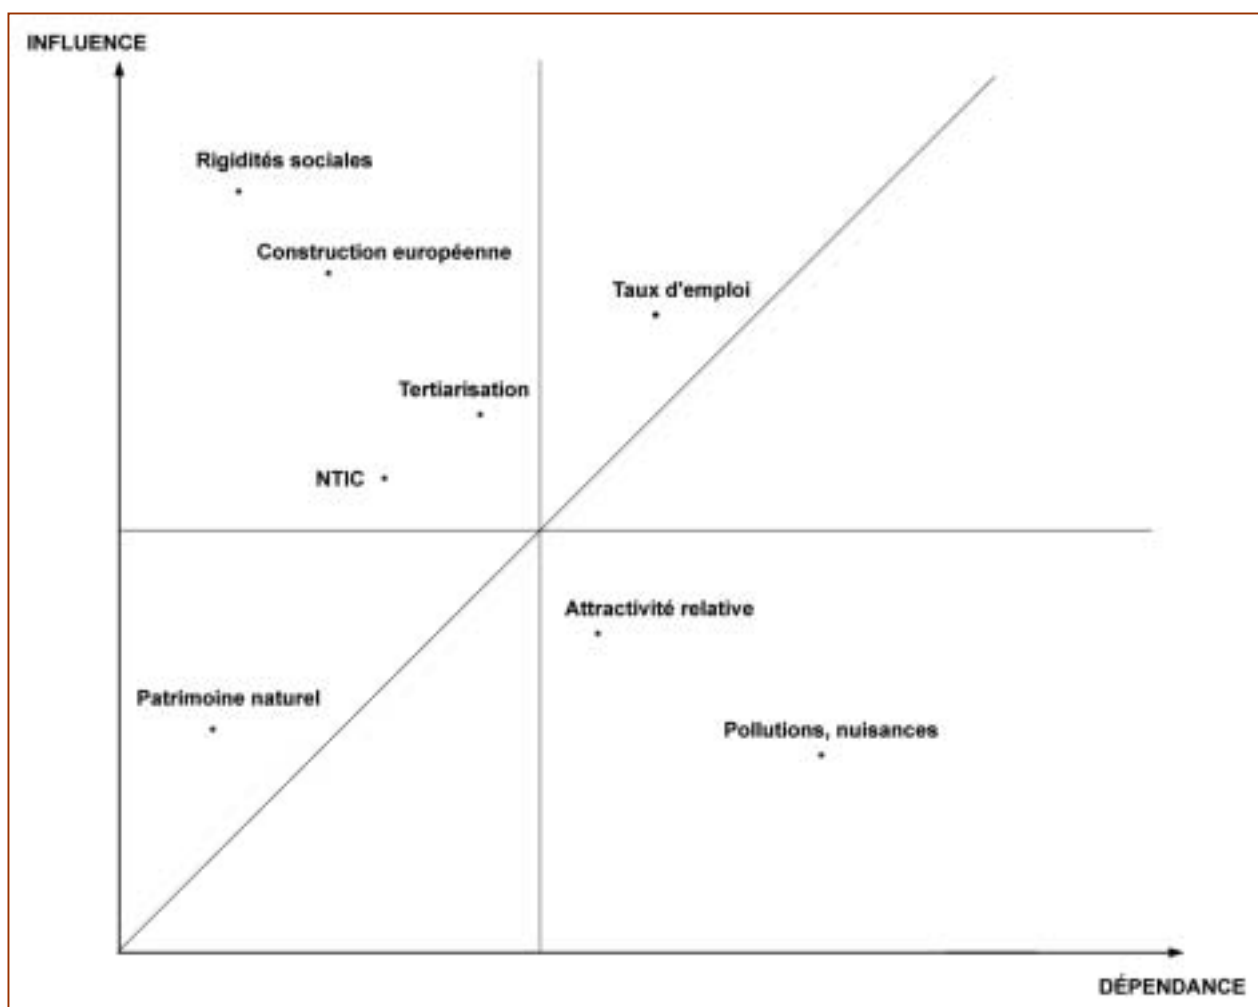 INFLUENCE
Rigidités sociales
Construction européenne
Taux d'emploi
Tertiarisation
NTIC
Attractivité relative
Patrimoine naturel
Pollutions, nuisances
DÉPENDANCE